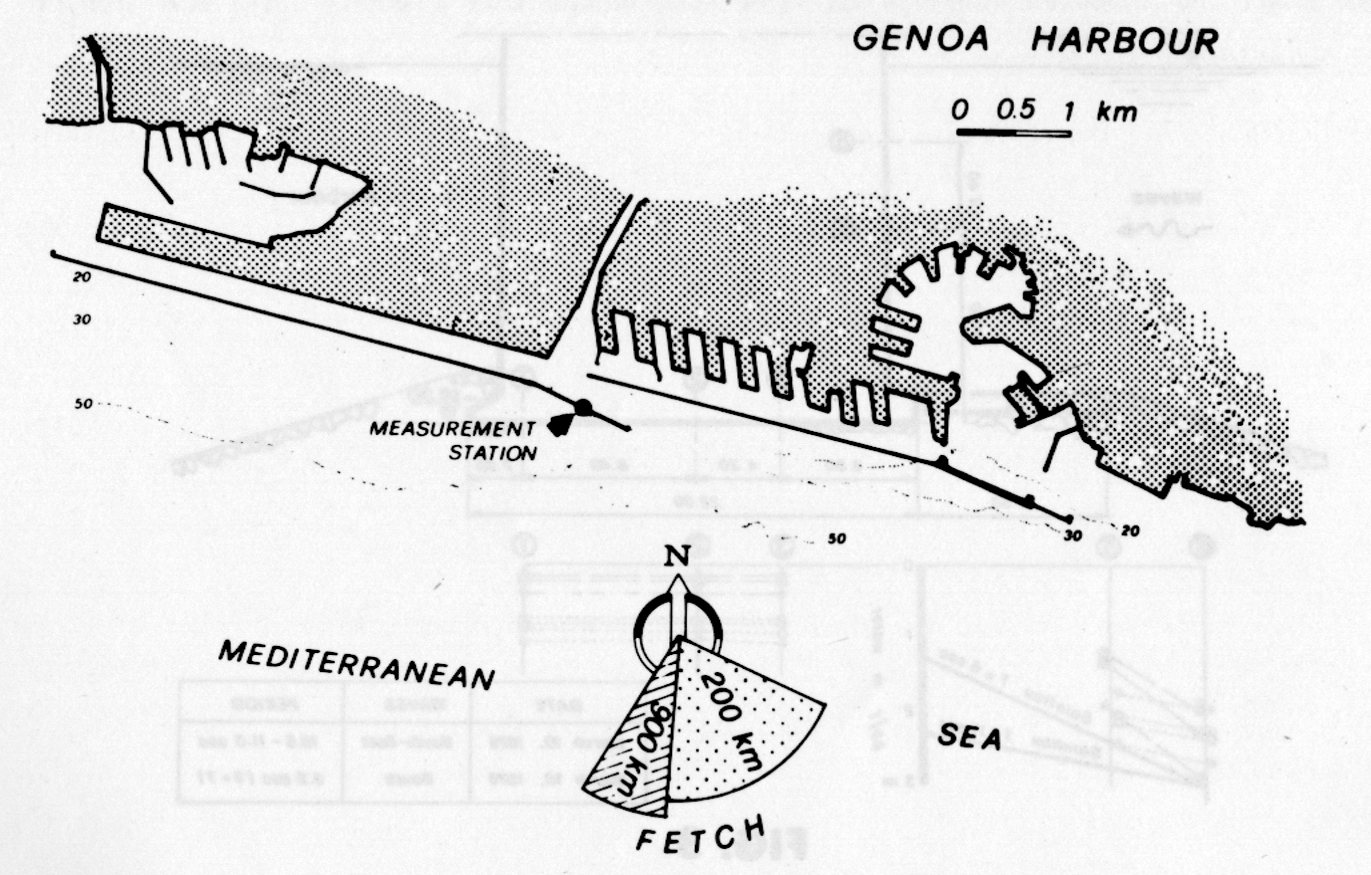 GENOA HARBOUR
0 0.5 1 km
20
30
50
MEASUREMENT
STATION
50
30
20
N
MEDITERRANEAN
SEA
200 km
900 km
FETCH